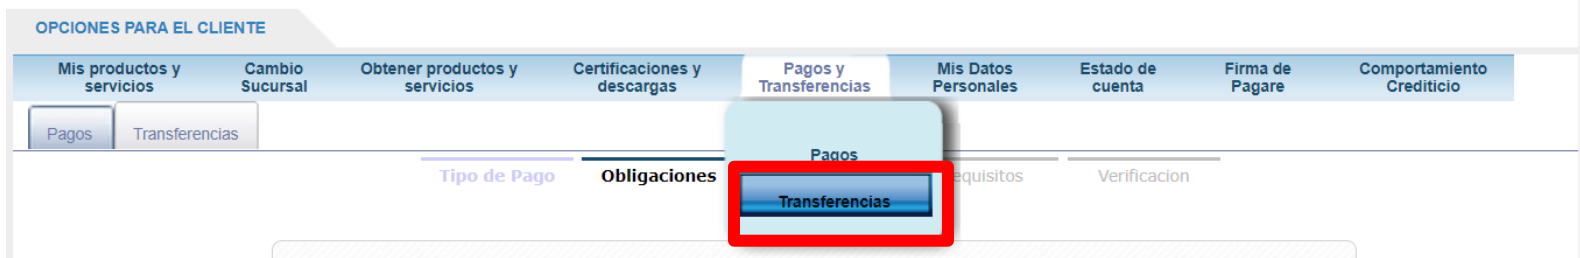 OPCIONES PARA EL CLIENTE
Mis productos y servicios
Cambio Sucursal
Obtener productos y servicios
Certificaciones y descargas
Pagos y Transferencias
Mis Datos Personales
Estado de cuenta
Firma de Pagare
Comportamiento Crediticio
Pagos
Transferencias
Pagos
Tipo de Pago
Obligaciones
equisitos
Verificacion
Transferencias